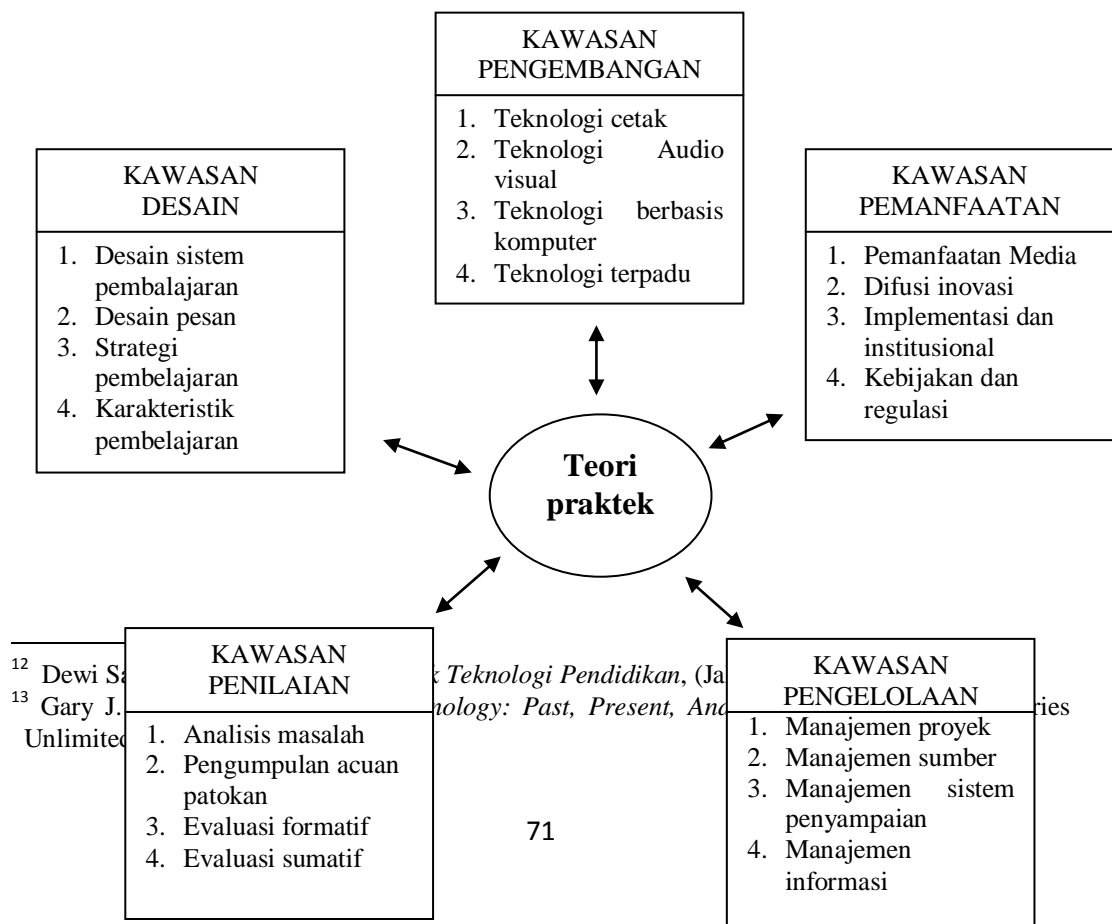 KAWASAN
PENGEMBANGAN
1. Teknologi cetak
2. Teknologi Audio
visual
3. Teknologi berbasis
komputer
4. Teknologi terpadu
KAWASAN
DESAIN
1. Desain sistem
pembalajaran
2. Desain pesan
3. Strategi
pembelajaran
4. Karakteristik
pembelajaran
KAWASAN
PEMANFAATAN
1. Pemanfaatan Media
2. Difusi inovasi
3. Implementasi dan
institusional
4. Kebijakan dan
regulasi
Teori
praktek
KAWASAN
PENILAIAN
1. Analisis masalah
2. Pengumpulan acuan
patokan
3. Evaluasi formatif
4. Evaluasi sumatif
KAWASAN
PENGELOLAAN
1. Manajemen proyek
2. Manajemen sumber
3. Manajemen sistem
penyampaian
4. Manajemen
informasi
12 Dewi Teknologi Pendidikan,
13 Gary J. Past, Present,
Unlimited
71